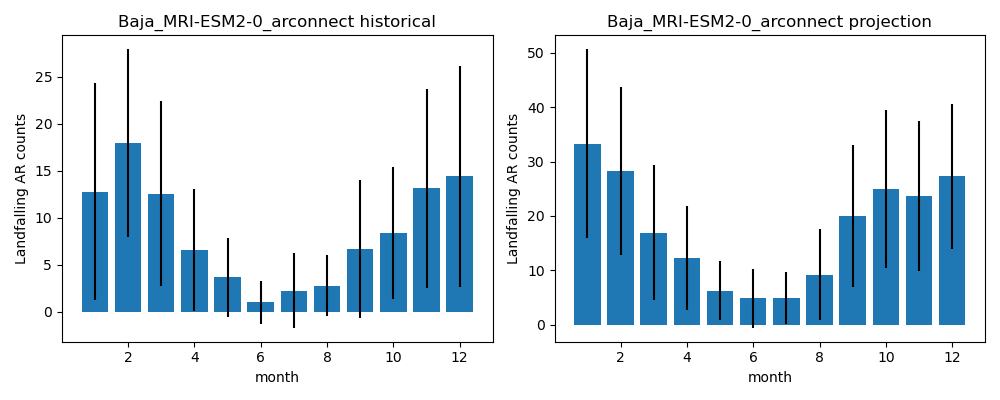 Baja_MRI-ESM2-0_arconnect historical
Landfalling AR counts
25
20
15
10
5
0
2 4 6 8 10 12
month
Baja_MRI-ESM2-0_arconnect projection
Landfalling AR counts
50
40
30
20
10
0
2 4 6 8 10 12
month